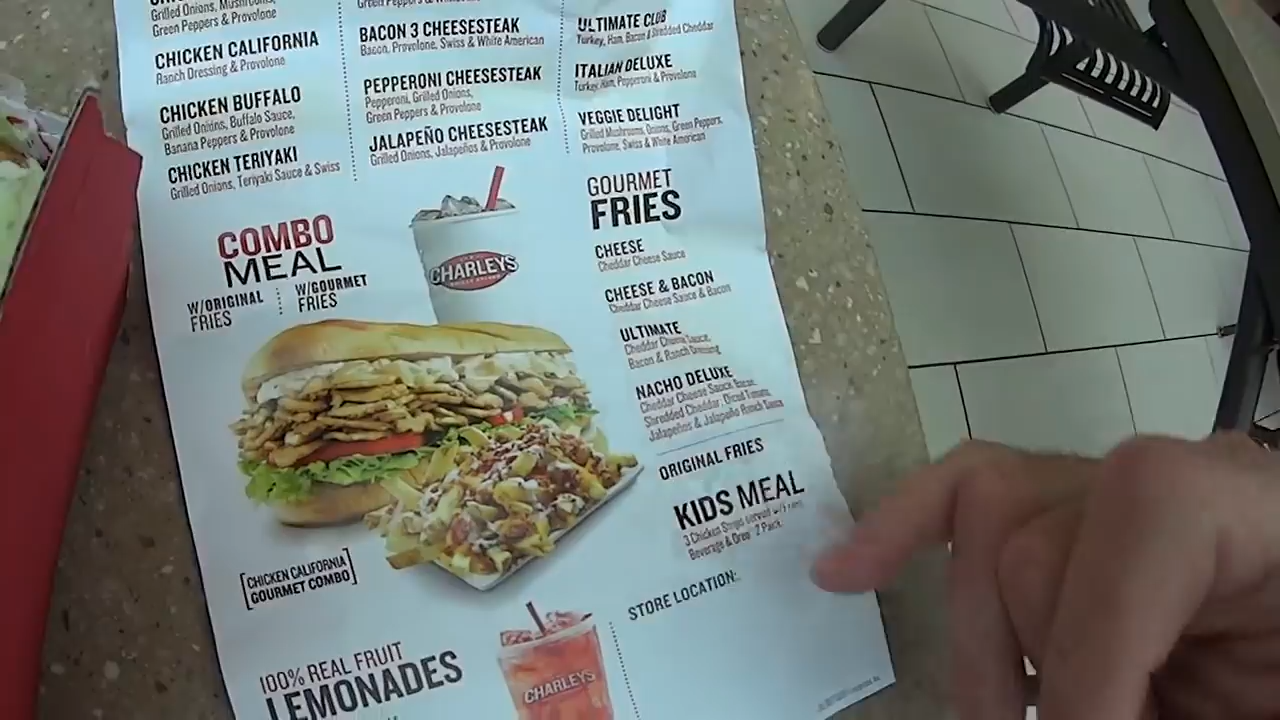 Grilled Onions, Mushrooms,
Green Peppers & Provolone
CHICKEN CALIFORNIA
Ranch Dressing & Provolone
CHICKEN BUFFALO
Grilled Onions, Buffalo Sauce,
Banana Peppers & Provolone
CHICKEN TERIYAKI
Grilled Onions, Teriyaki Sauce & Swiss
BACON 3 CHEESESTEAK
Bacon, Provolone, Swiss & White American
PEPPERONI CHEESESTEAK
Pepperoni, Grilled Onions,
Green Peppers & Provolone
JALAPEÑO CHEESESTEAK
Grilled Onions, Jalapeños & Provolone
ULTIMATE CLUB
Turkey, Ham, Bacon & Shredded Cheddar
ITALIAN DELUXE
Turkey, Ham, Pepperoni & Provolone
VEGGIE DELIGHT
Grilled Mushrooms, Onions, Green Peppers,
Provolone, Swiss & White American
COMBO
MEAL
W/ORIGINAL
FRIES
W/GOURMET
FRIES
CHARLEYS
GOURMET
FRIES
CHEESE
Cheddar Cheese Sauce
CHEESE & BACON
Cheddar Cheese Sauce & Bacon
ULTIMATE
Cheddar Cheese Sauce,
Bacon & Ranch Dressing
NACHO DELUXE
Cheddar Cheese Sauce, Bacon,
Shredded Cheddar, Diced Tomato,
Jalapeños & Jalapeño Ranch Sauce
ORIGINAL FRIES
KIDS MEAL
3 Chicken Strips served w/Fries,
Beverage & Oreo 2 Pack.
CHICKEN CALIFORNIA
GOURMET COMBO
STORE LOCATION:
100% REAL FRUIT
LEMONADES
CHARLEYS